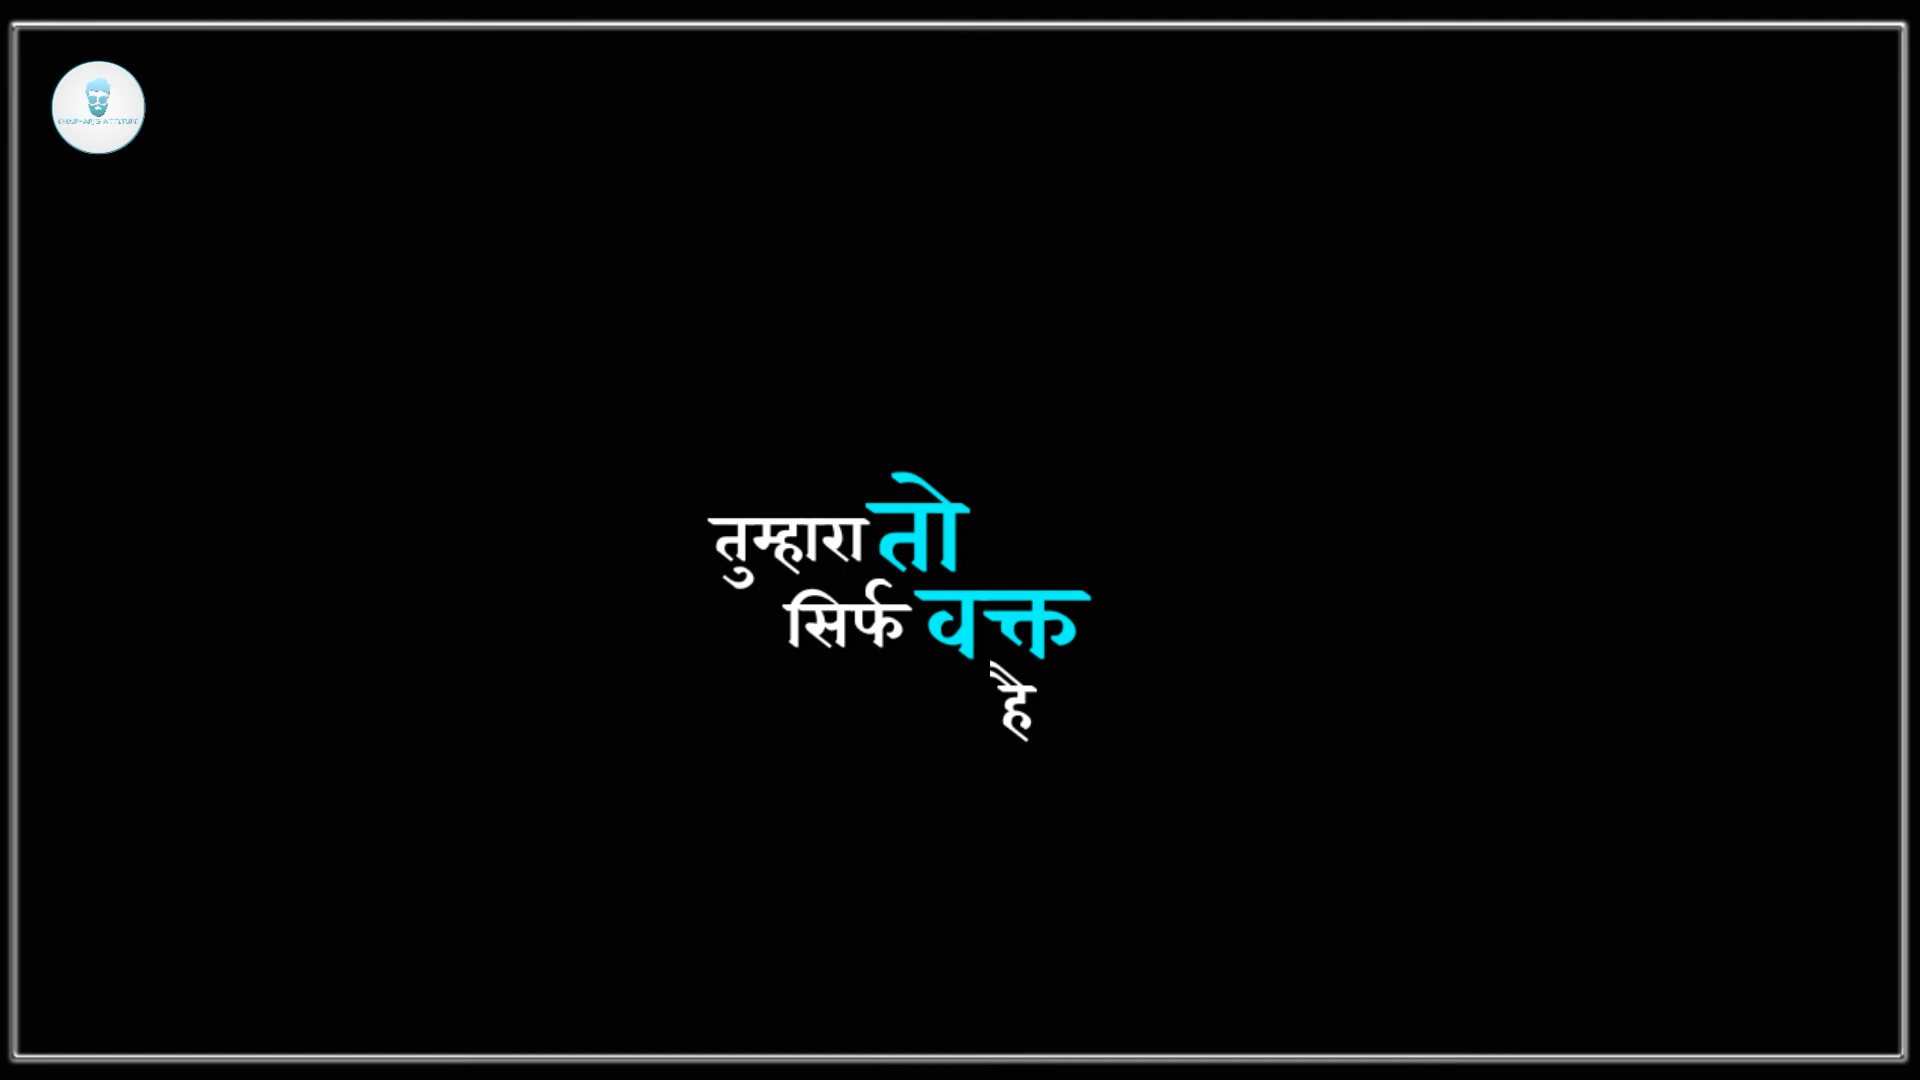 तुम्हारा तो
सिर्फ वक्त
है